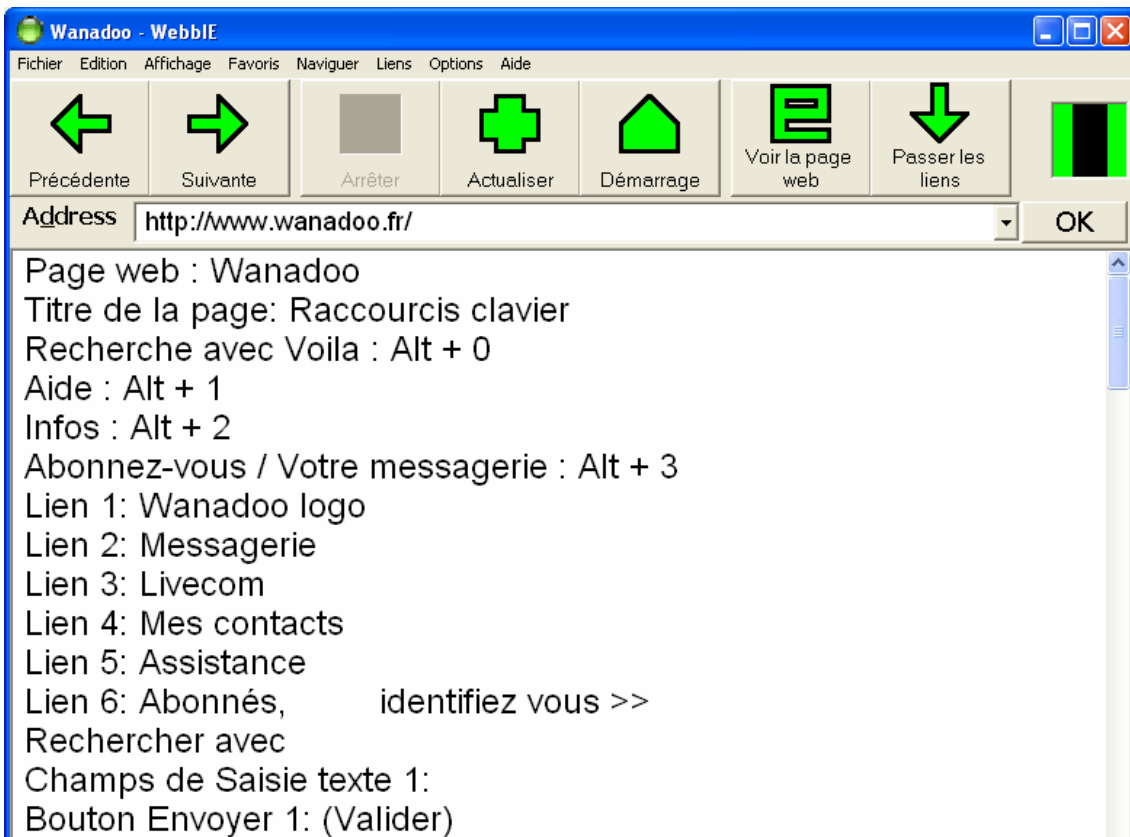 Wanadoo - WebbIE
Fichier Edition Affichage Favoris Naviguer Liens Options Aide
Précédente Suivante Arrêter Actualiser Démarrage Voir la page web Passer les liens
Address http://www.wanadoo.fr/ OK
Page web : Wanadoo
Titre de la page: Raccourcis clavier
Recherche avec Voila : Alt + 0
Aide : Alt + 1
Infos : Alt + 2
Abonnez-vous / Votre messagerie : Alt + 3
Lien 1: Wanadoo logo
Lien 2: Messagerie
Lien 3: Livecom
Lien 4: Mes contacts
Lien 5: Assistance
Lien 6: Abonnés, identifiez vous >>
Rechercher avec
Champs de Saisie texte 1:
Bouton Envoyer 1: (Valider)